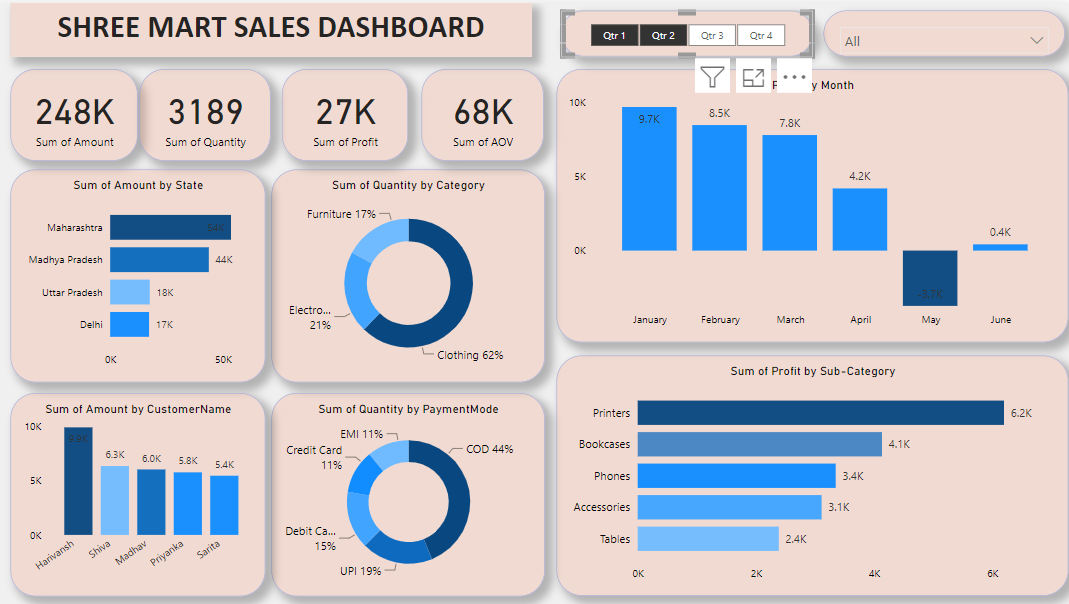 SHREE MART SALES DASHBOARD
Qtr 1 Qtr 2 Qtr 3 Qtr 4
All
248K
Sum of Amount
3189
Sum of Quantity
27K
Sum of Profit
68K
Sum of AOV
Sum of Amount by State
Maharashtra 54K
Madhya Pradesh 44K
Uttar Pradesh 18K
Delhi 17K
0K 50K
Sum of Quantity by Category
Furniture 17%
Electro...
21%
Clothing 62%
y Month
10K
5K
0K
9.7K
8.5K
7.8K
4.2K
-3.7K
0.4K
January February March April May June
Sum of Amount by CustomerName
10K
5K
0K
9.9K
6.3K
6.0K
5.8K
5.4K
Harivansh Shiva Madhav Priyanka Sarita
Sum of Quantity by PaymentMode
EMI 11%
Credit Card
11%
COD 44%
Debit Ca...
15%
UPI 19%
Sum of Profit by Sub-Category
Printers 6.2K
Bookcases 4.1K
Phones 3.4K
Accessories 3.1K
Tables 2.4K
0K 2K 4K 6K